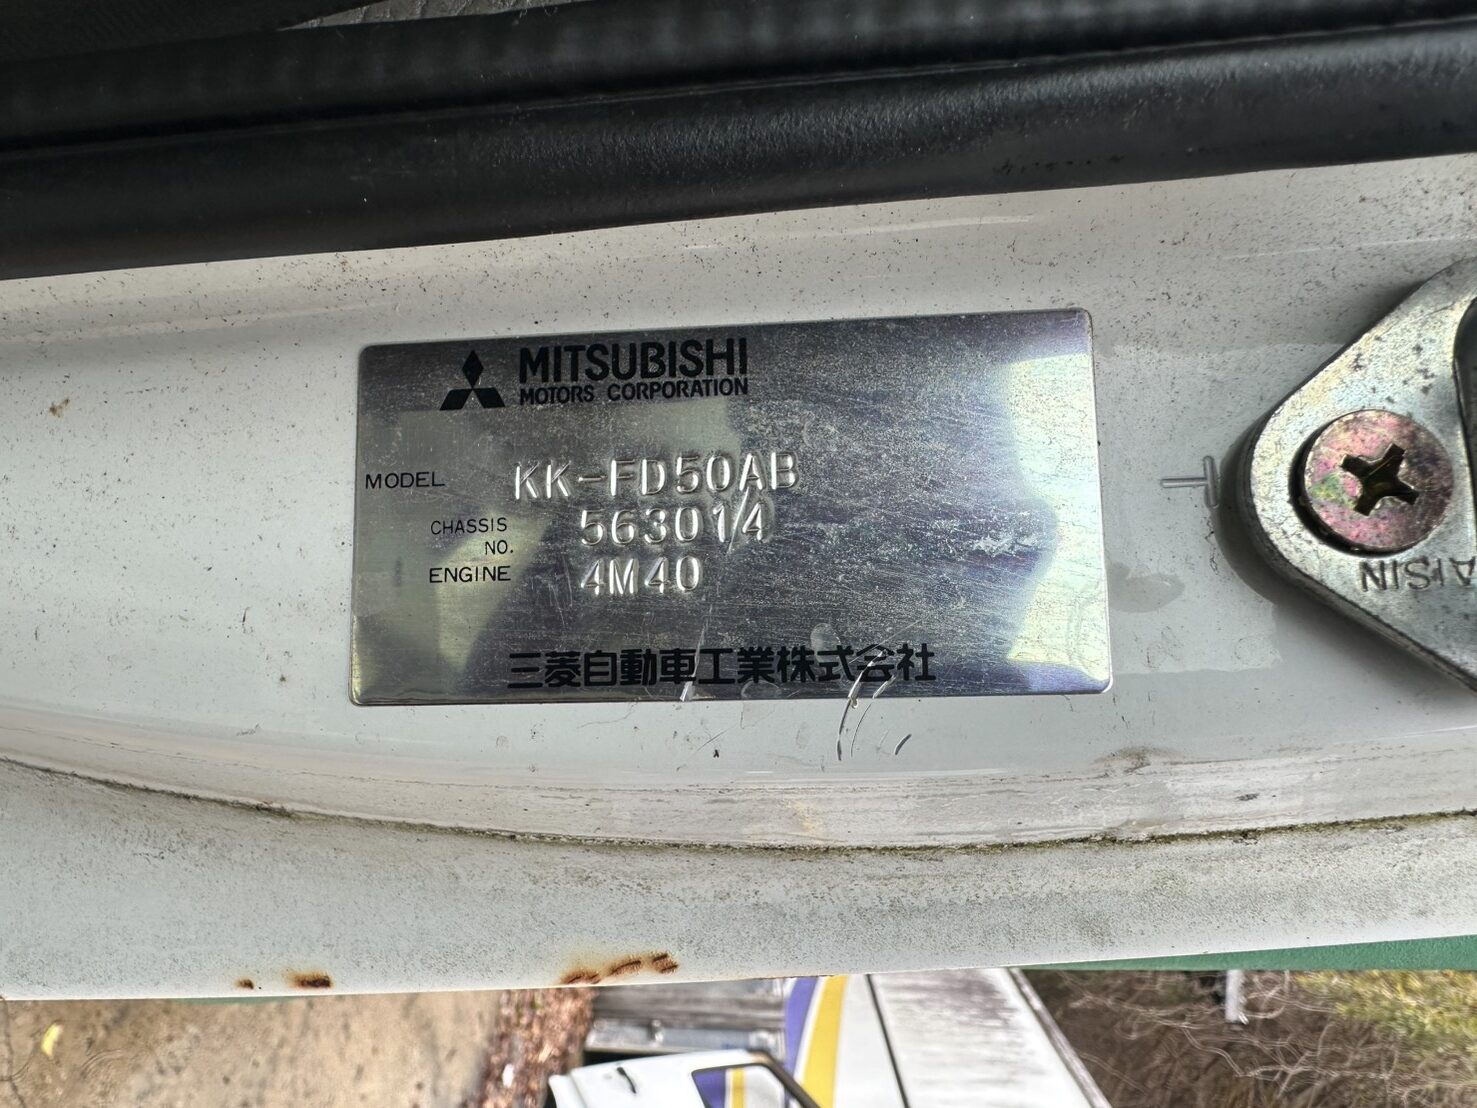 MITSUBISHI
MOTORS CORPORATION
MODEL KK-FD50AB
CHASSIS NO. 563014
ENGINE 4M40
三菱自動車工業株式会社
AISIN